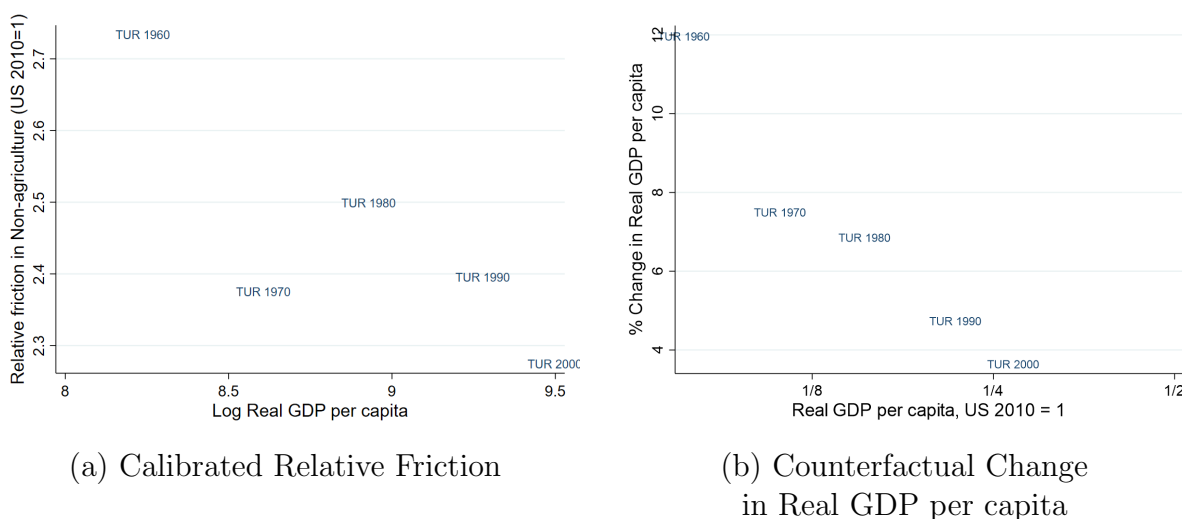 Relative friction in Non-agriculture (US 2010=1)
2.7
2.6
2.5
2.4
2.3
TUR 1960
TUR 1980
TUR 1990
TUR 1970
TUR 2000
8
8.5
9
9.5
Log Real GDP per capita
(a) Calibrated Relative Friction
% Change in Real GDP per capita
12
10
8
6
4
TUR 1960
TUR 1970
TUR 1980
TUR 1990
TUR 2000
1/8
1/4
1/2
Real GDP per capita, US 2010 = 1
(b) Counterfactual Change
in Real GDP per capita